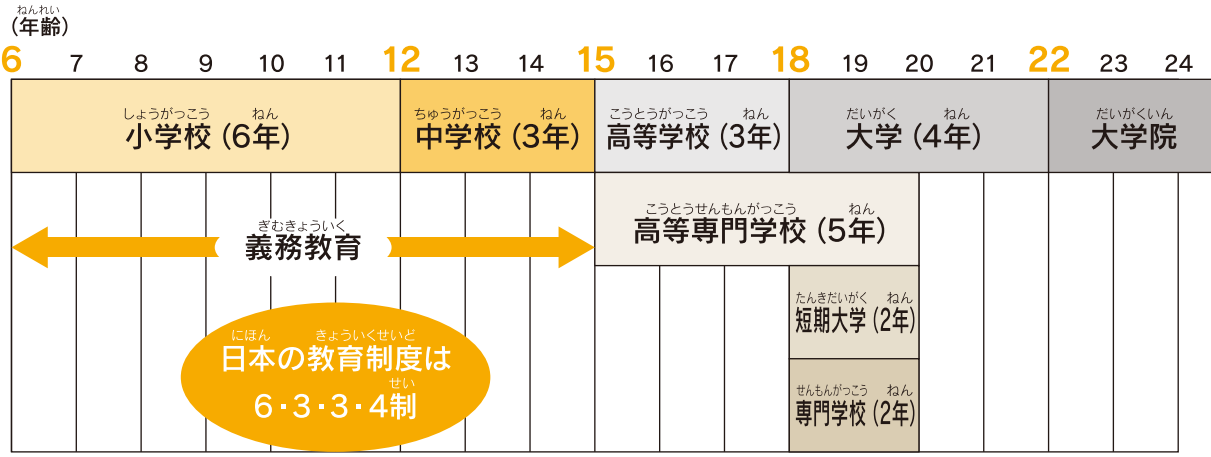 ねんれい
(年齢)
6 7 8 9 10 11 12 13 14 15 16 17 18 19 20 21 22 23 24
しょうがっこう ねん
小学校 (6年)
ちゅうがっこう ねん
中学校 (3年)
こうとうがっこう ねん
高等学校 (3年)
だいがく ねん
大学 (4年)
だいがくいん
大学院
こうとうせんもんがっこう ねん
高等専門学校 (5年)
ぎむきょういく
義務教育
たんきだいがく ねん
短期大学 (2年)
にほん きょういくせいど
日本の教育制度は
せい
6・3・3・4制
せんもんがっこう ねん
専門学校 (2年)